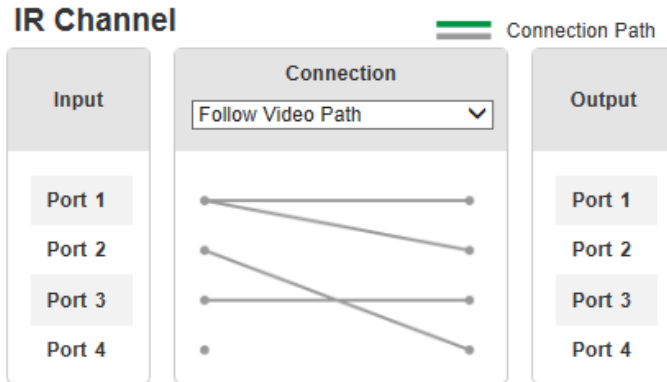 IR Channel
Connection Path
Input
Connection
Follow Video Path
Output
Port 1
Port 1
Port 2
Port 2
Port 3
Port 3
Port 4
Port 4